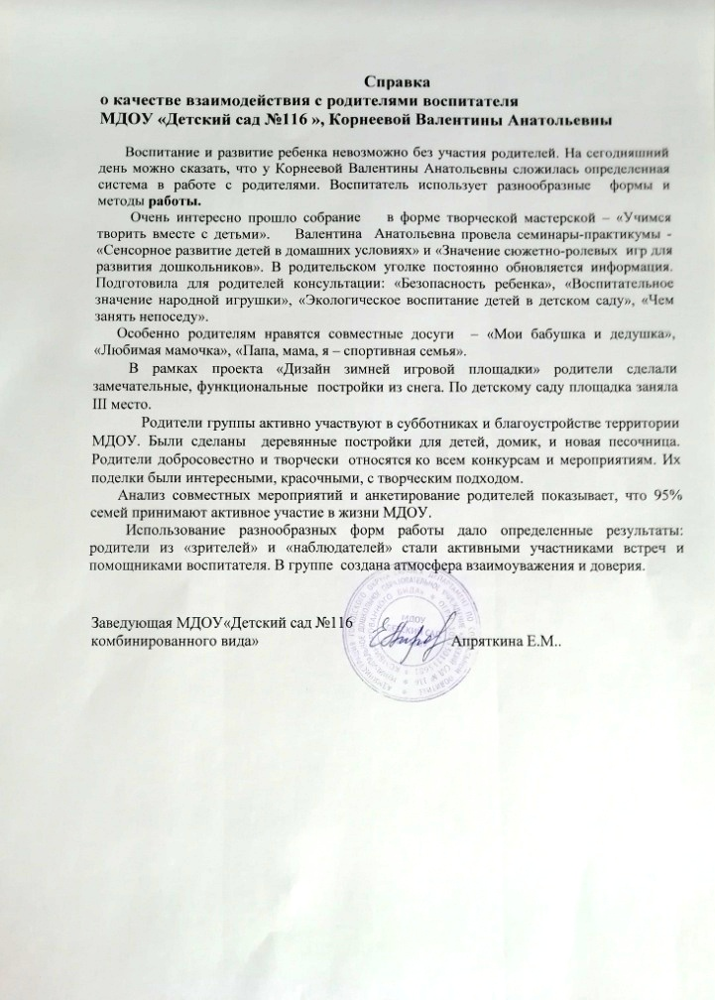 Справка
о качестве взаимодействия с родителями воспитателя
МДОУ «Детский сад №116 », Корнеевой Валентины Анатольевны
Воспитание и развитие ребенка невозможно без участия родителей. На сегодняшний
день можно сказать, что у Корнеевой Валентины Анатольевны сложилась определенная
система в работе с родителями. Воспитатель использует разнообразные формы и
методы работы.
Очень интересно прошло собрание в форме творческой мастерской – «Учимся
творить вместе с детьми». Валентина Анатольевна провела семинары-практикумы -
«Сенсорное развитие детей в домашних условиях» и «Значение сюжетно-ролевых игр для
развития дошкольников». В родительском уголке постоянно обновляется информация.
Подготовила для родителей консультации: «Безопасность ребенка», «Воспитательное
значение народной игрушки», «Экологическое воспитание детей в детском саду», «Чем
занять непоседу».
Особенно родителям нравятся совместные досуги – «Мои бабушка и дедушка»,
«Любимая мамочка», «Папа, мама, я – спортивная семья».
В рамках проекта «Дизайн зимней игровой площадки» родители сделали
замечательные, функциональные постройки из снега. По детскому саду площадка заняла
III место.
Родители группы активно участвуют в субботниках и благоустройстве территории
МДОУ. Были сделаны деревянные постройки для детей, домик, и новая песочница.
Родители добросовестно и творчески относятся ко всем конкурсам и мероприятиям. Их
поделки были интересными, красочными, с творческим подходом.
Анализ совместных мероприятий и анкетирование родителей показывает, что 95%
семей принимают активное участие в жизни МДОУ.
Использование разнообразных форм работы дало определенные результаты:
родители из «зрителей» и «наблюдателей» стали активными участниками встреч и
помощниками воспитателя. В группе создана атмосфера взаимоуважения и доверия.
Заведующая МДОУ«Детский сад №116
комбинированного вида»
Апряткина Е.М..
МДОУ